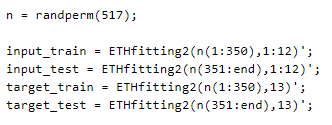 n = randperm(517);
input_train = ETHfitting2(n(1:350),1:12)';
input_test = ETHfitting2(n(351:end),1:12)';
target_train = ETHfitting2(n(1:350),13)';
target_test = ETHfitting2(n(351:end),13)';